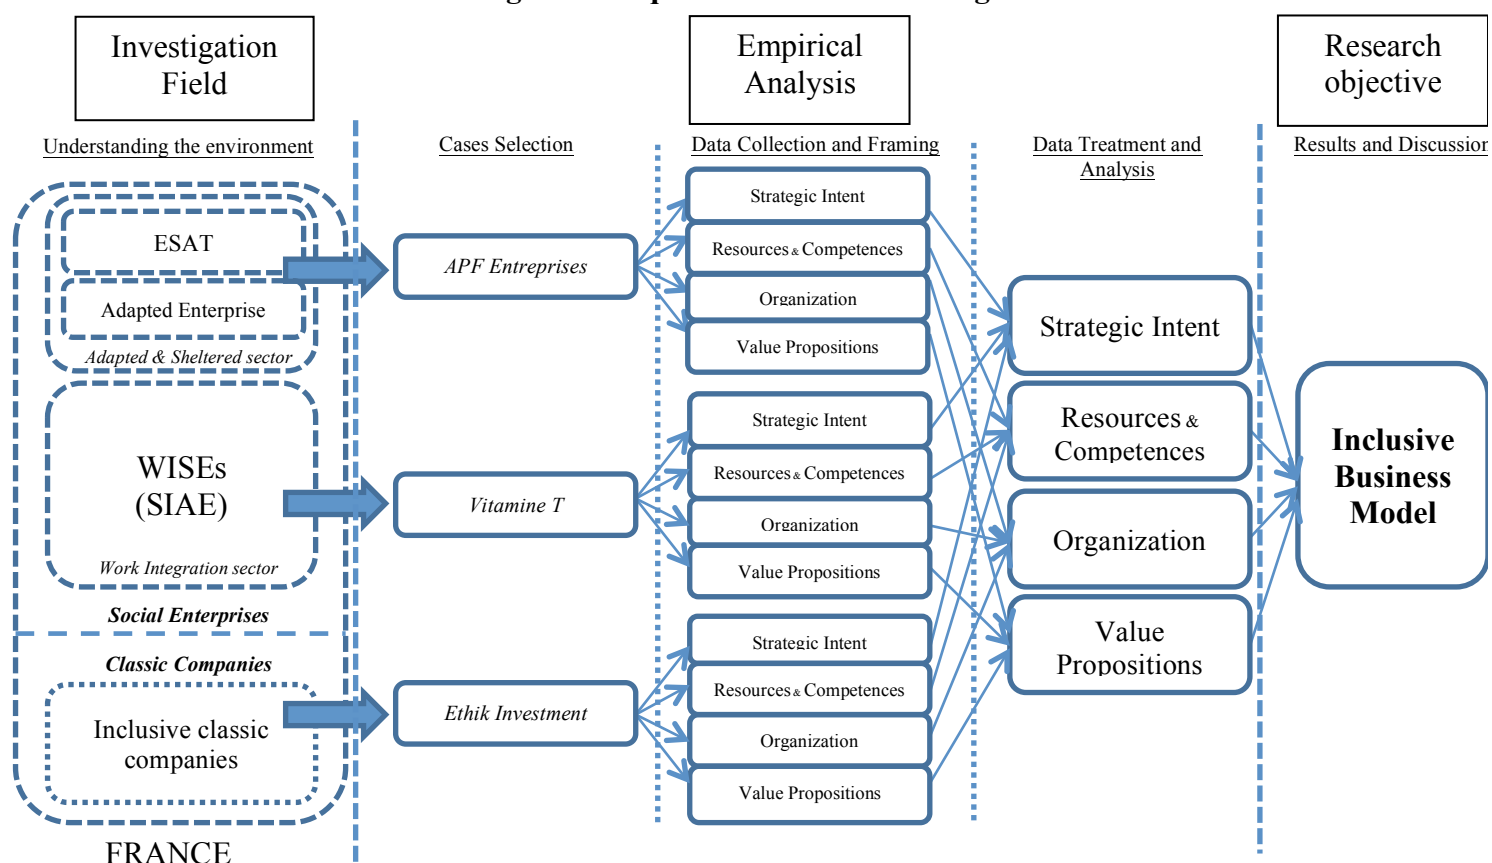 Investigation
Field
Empirical
Analysis
Research
objective
Understanding the environment
Cases Selection
Data Collection and Framing
Data Treatment and
Analysis
Results and Discussion
ESAT
Adapted Enterprise
Adapted & Sheltered sector
WISEs
(SIAE)
Work Integration sector
Social Enterprises
Classic Companies
Inclusive classic
companies
FRANCE
APF Entreprises
Vitamine T
Ethik Investment
Strategic Intent
Resources & Competences
Organization
Value Propositions
Strategic Intent
Resources & Competences
Organization
Value Propositions
Strategic Intent
Resources & Competences
Organization
Value Propositions
Strategic Intent
Resources &
Competences
Organization
Value
Propositions
Inclusive
Business
Model